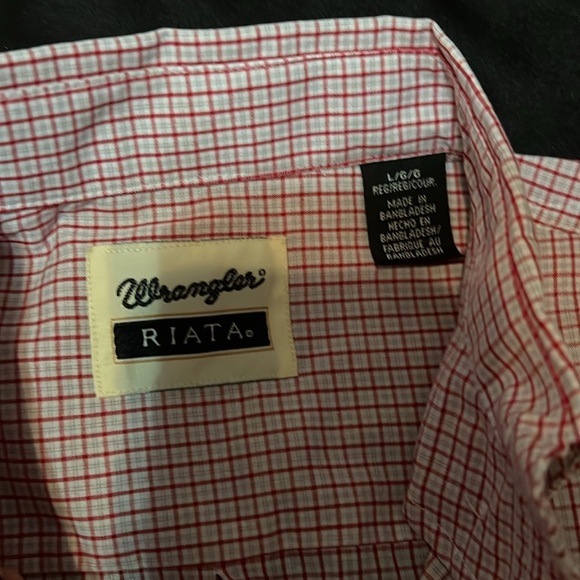 Wrangler®
RIATA®
L/G/G
REG/REG/COUR.
MADE IN
BANGLADESH
HECHO EN
BANGLADESH/
FABRIQUE AU
BANGLADESH